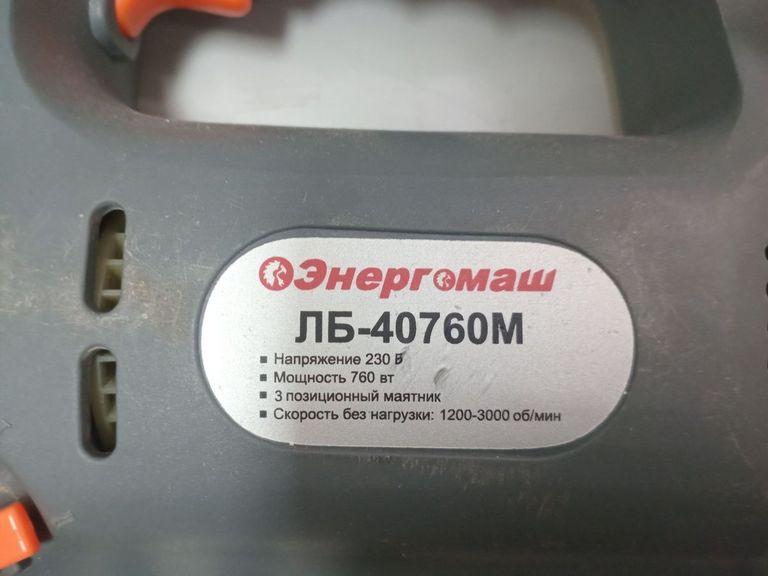 Энергомаш
ЛБ-40760М
▪ Напряжение 230 В
▪ Мощность 760 вт
▪ 3 позиционный маятник
▪ Скорость без нагрузки: 1200-3000 об/мин